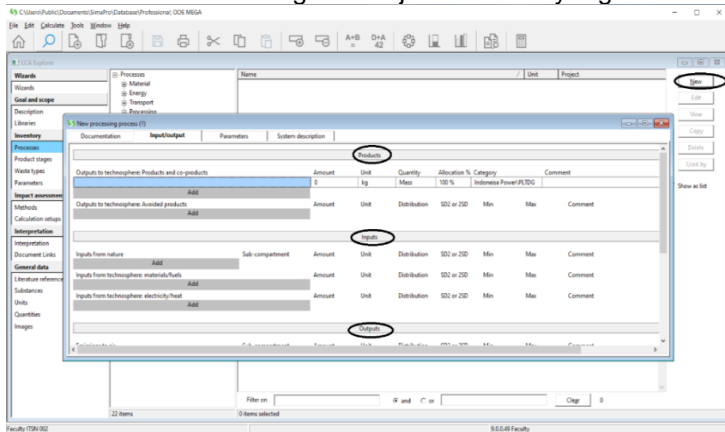 C:\Users\Public\Documents\SimaPro\Database\Professional; OOE MEGA
File Edit Calculate Tools Window Help
A+B =
D+A 42
LCA Explorer
Wizards
Wizards
Goal and scope
Description
Libraries
Inventory
Processes
Product stages
Waste types
Parameters
Impact assessment
Methods
Calculation setups
Interpretation
Interpretation
Document Links
General data
Literature reference
Substances
Units
Quantities
Images
Processes
Material
Energy
Transport
Processing
Name / Unit Project
New
Edit
View
Copy
Delete
Used by
Show as list
New processing process (1)
Documentation Input/output Parameters System description
Products
Outputs to technosphere: Products and co-products Amount Unit Quantity Allocation % Category Comment
0 kg Mass 100 % Indoneisa Power\PLTDG
Add
Outputs to technosphere: Avoided products Amount Unit Distribution SD2 or 2SD Min Max Comment
Add
Inputs
Inputs from nature Sub-compartment Amount Unit Distribution SD2 or 2SD Min Max Comment
Add
Inputs from technosphere: materials/fuels Amount Unit Distribution SD2 or 2SD Min Max Comment
Add
Inputs from technosphere: electricity/heat Amount Unit Distribution SD2 or 2SD Min Max Comment
Add
Outputs
Filter on and or Clear 0
22 items 0 items selected
Faculty ITSN 002 9.0.0.49 Faculty